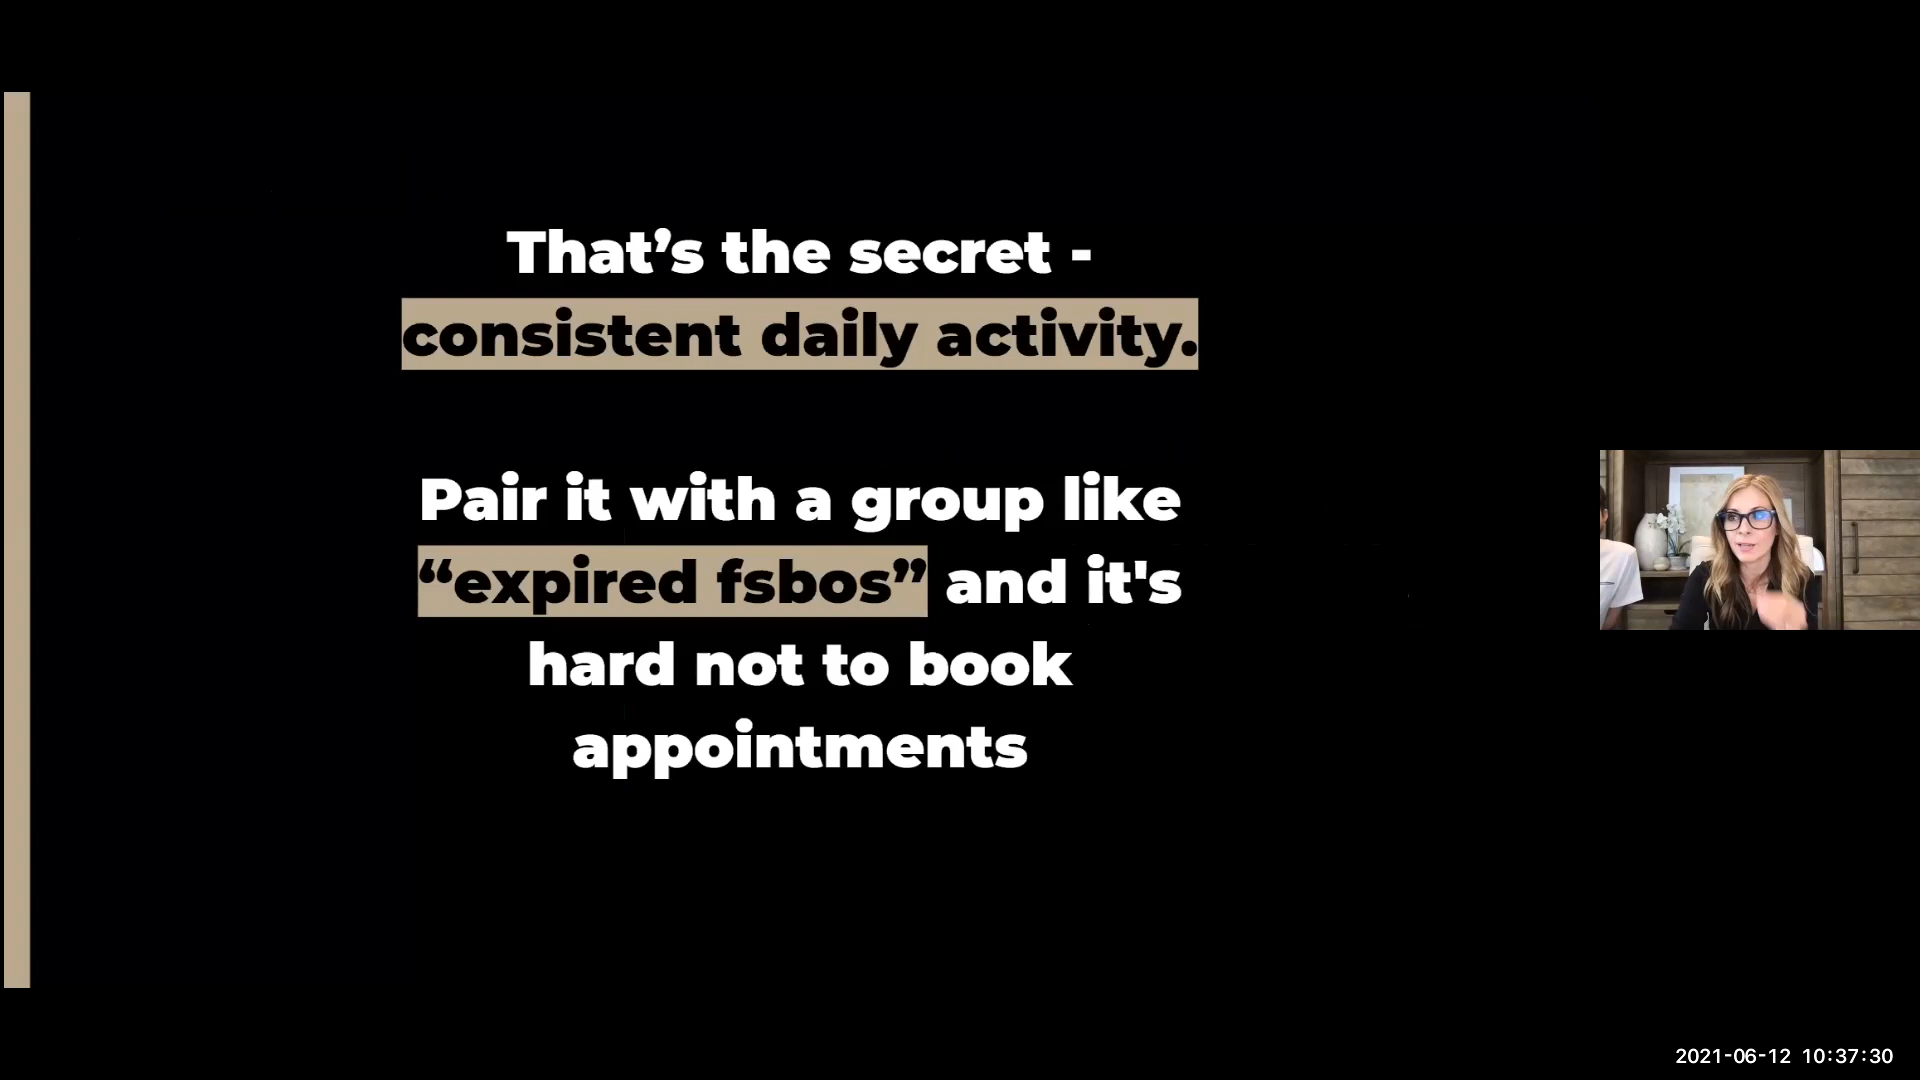 That’s the secret -
consistent daily activity.
Pair it with a group like
“expired fsbos” and it's
hard not to book
appointments
2021-06-12 10:37:30